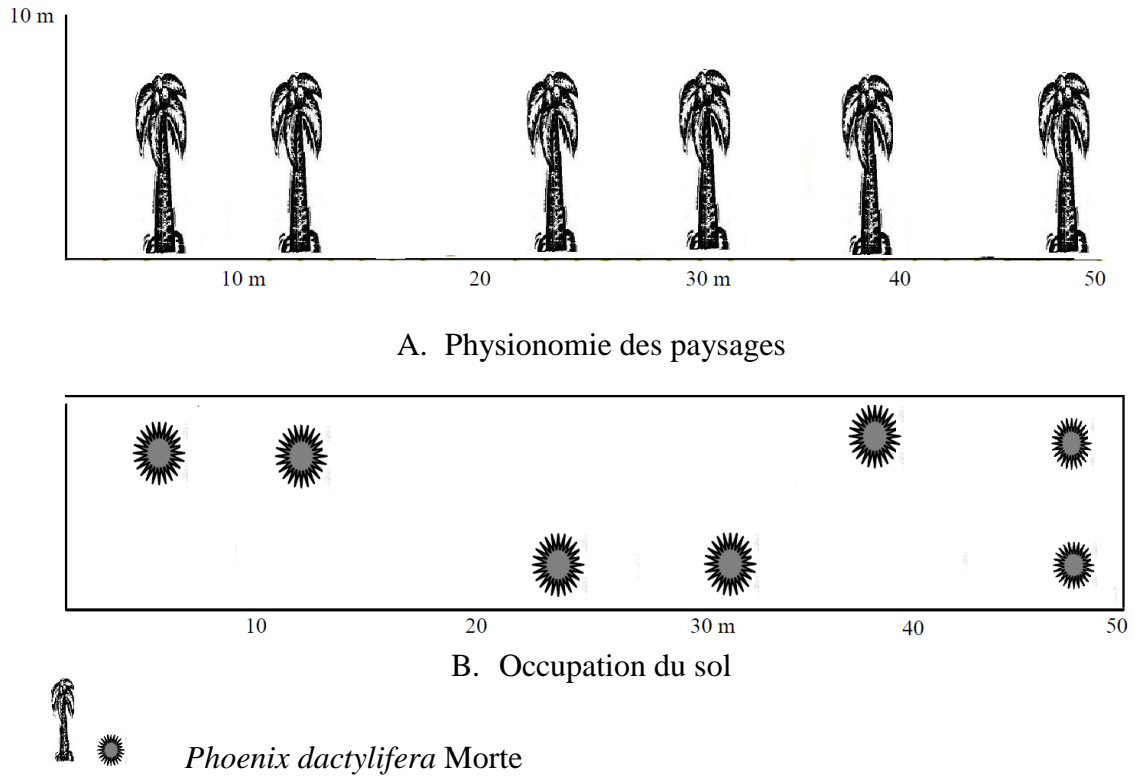 10 m
10 m 20 30 m 40 50
A. Physionomie des paysages
10 20 30 m 40 50
B. Occupation du sol
Phoenix dactylifera Morte